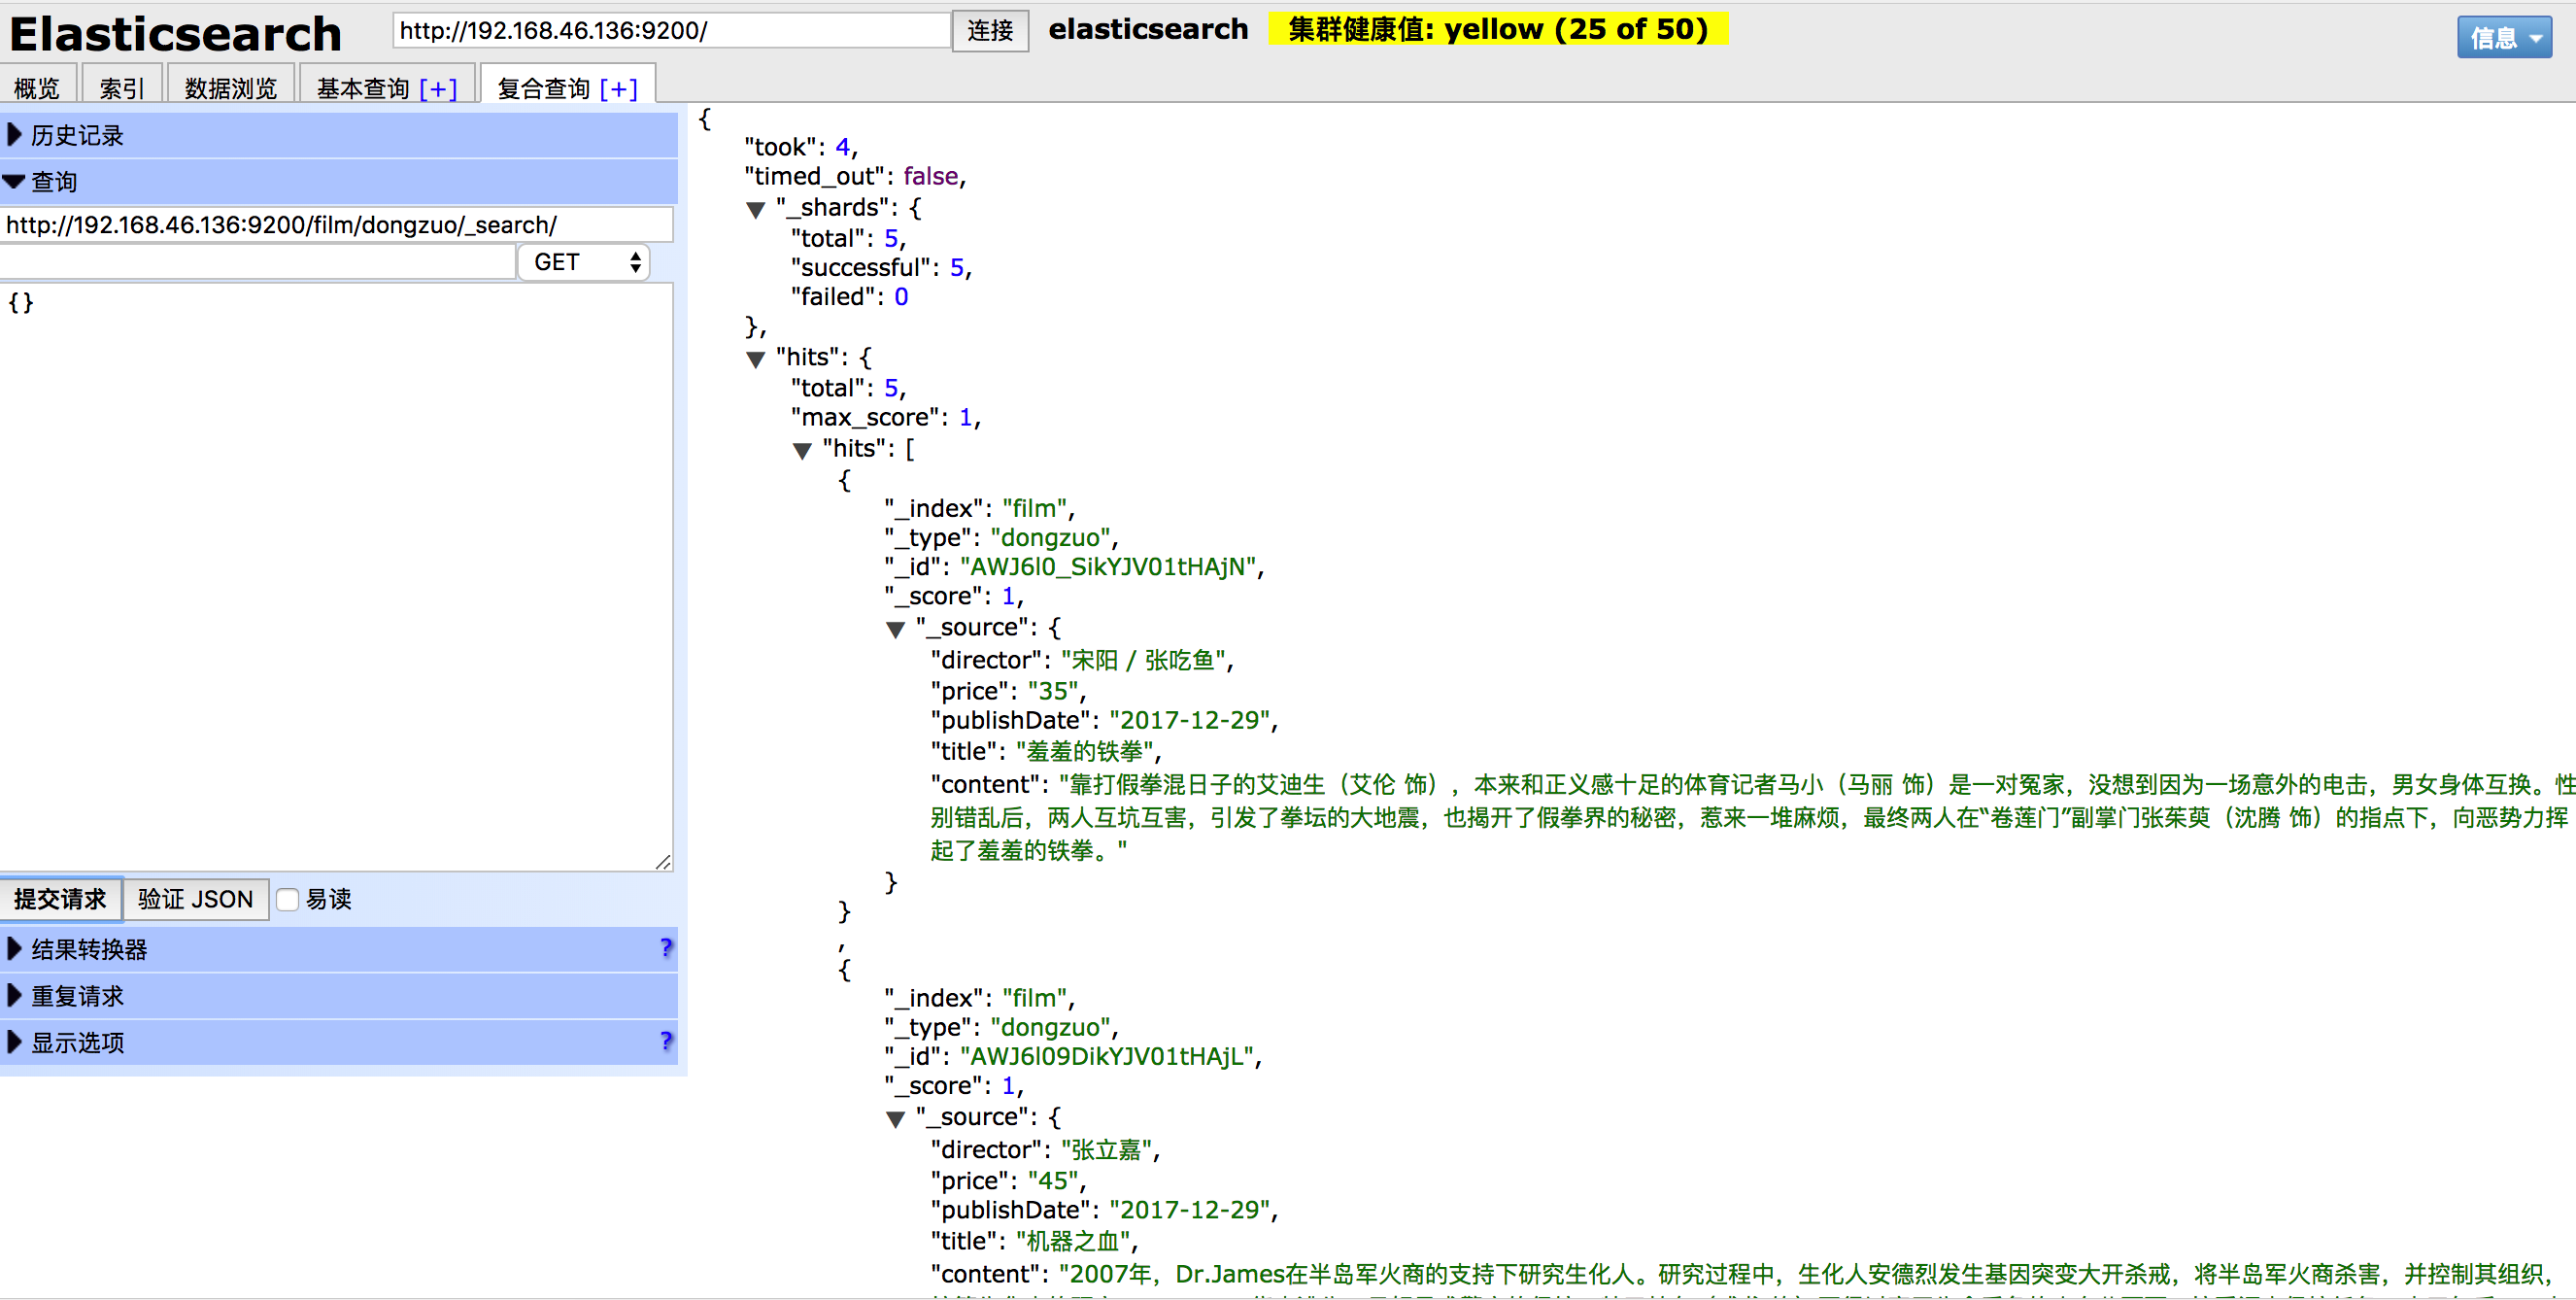 Elasticsearch
http://192.168.46.136:9200/
连接
elasticsearch
集群健康值: yellow (25 of 50)
信息
概览
索引
数据浏览
基本查询 [+]
复合查询 [+]
历史记录
查询
http://192.168.46.136:9200/film/dongzuo/_search/
GET
{}
提交请求
验证 JSON
易读
结果转换器 ?
重复请求
显示选项 ?
{
"took": 4,
"timed_out": false,
"_shards": {
"total": 5,
"successful": 5,
"failed": 0
},
"hits": {
"total": 5,
"max_score": 1,
"hits": [
{
"_index": "film",
"_type": "dongzuo",
"_id": "AWJ6l0_SikYJV01tHAjN",
"_score": 1,
"_source": {
"director": "宋阳 / 张吃鱼",
"price": "35",
"publishDate": "2017-12-29",
"title": "羞羞的铁拳",
"content": "靠打假拳混日子的艾迪生（艾伦 饰），本来和正义感十足的体育记者马小（马丽 饰）是一对冤家，没想到因为一场意外的电击，男女身体互换。性
别错乱后，两人互坑互害，引发了拳坛的大地震，也揭开了假拳界的秘密，惹来一堆麻烦，最终两人在“卷莲门”副掌门张茱萸（沈腾 饰）的指点下，向恶势力挥
起了羞羞的铁拳。"
}
}
,
{
"_index": "film",
"_type": "dongzuo",
"_id": "AWJ6l09DikYJV01tHAjL",
"_score": 1,
"_source": {
"director": "张立嘉",
"price": "45",
"publishDate": "2017-12-29",
"title": "机器之血",
"content": "2007年，Dr.James在半岛军火商的支持下研究生化人。研究过程中，生化人安德烈发生基因突变大开杀戒，将半岛军火商杀害，并控制其组织，